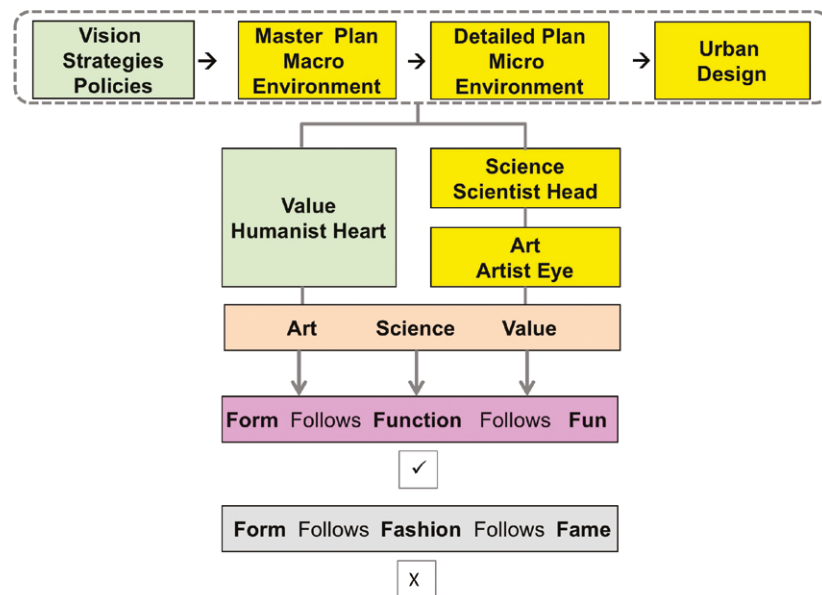 Vision
Strategies
Policies
→
Master Plan
Macro
Environment
→
Detailed Plan
Micro
Environment
→
Urban
Design
Value
Humanist Heart
Science
Scientist Head
Art
Artist Eye
Art Science Value
Form Follows Function Follows Fun
✓
Form Follows Fashion Follows Fame
X